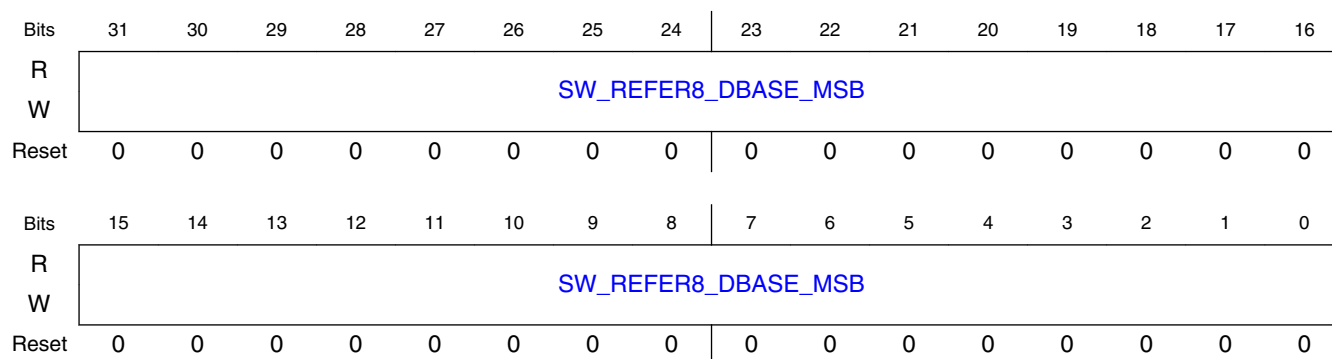 Bits 31 30 29 28 27 26 25 24 23 22 21 20 19 18 17 16
R
SW_REFER8_DBASE_MSB
W
Reset 0 0 0 0 0 0 0 0 0 0 0 0 0 0 0 0
Bits 15 14 13 12 11 10 9 8 7 6 5 4 3 2 1 0
R
SW_REFER8_DBASE_MSB
W
Reset 0 0 0 0 0 0 0 0 0 0 0 0 0 0 0 0